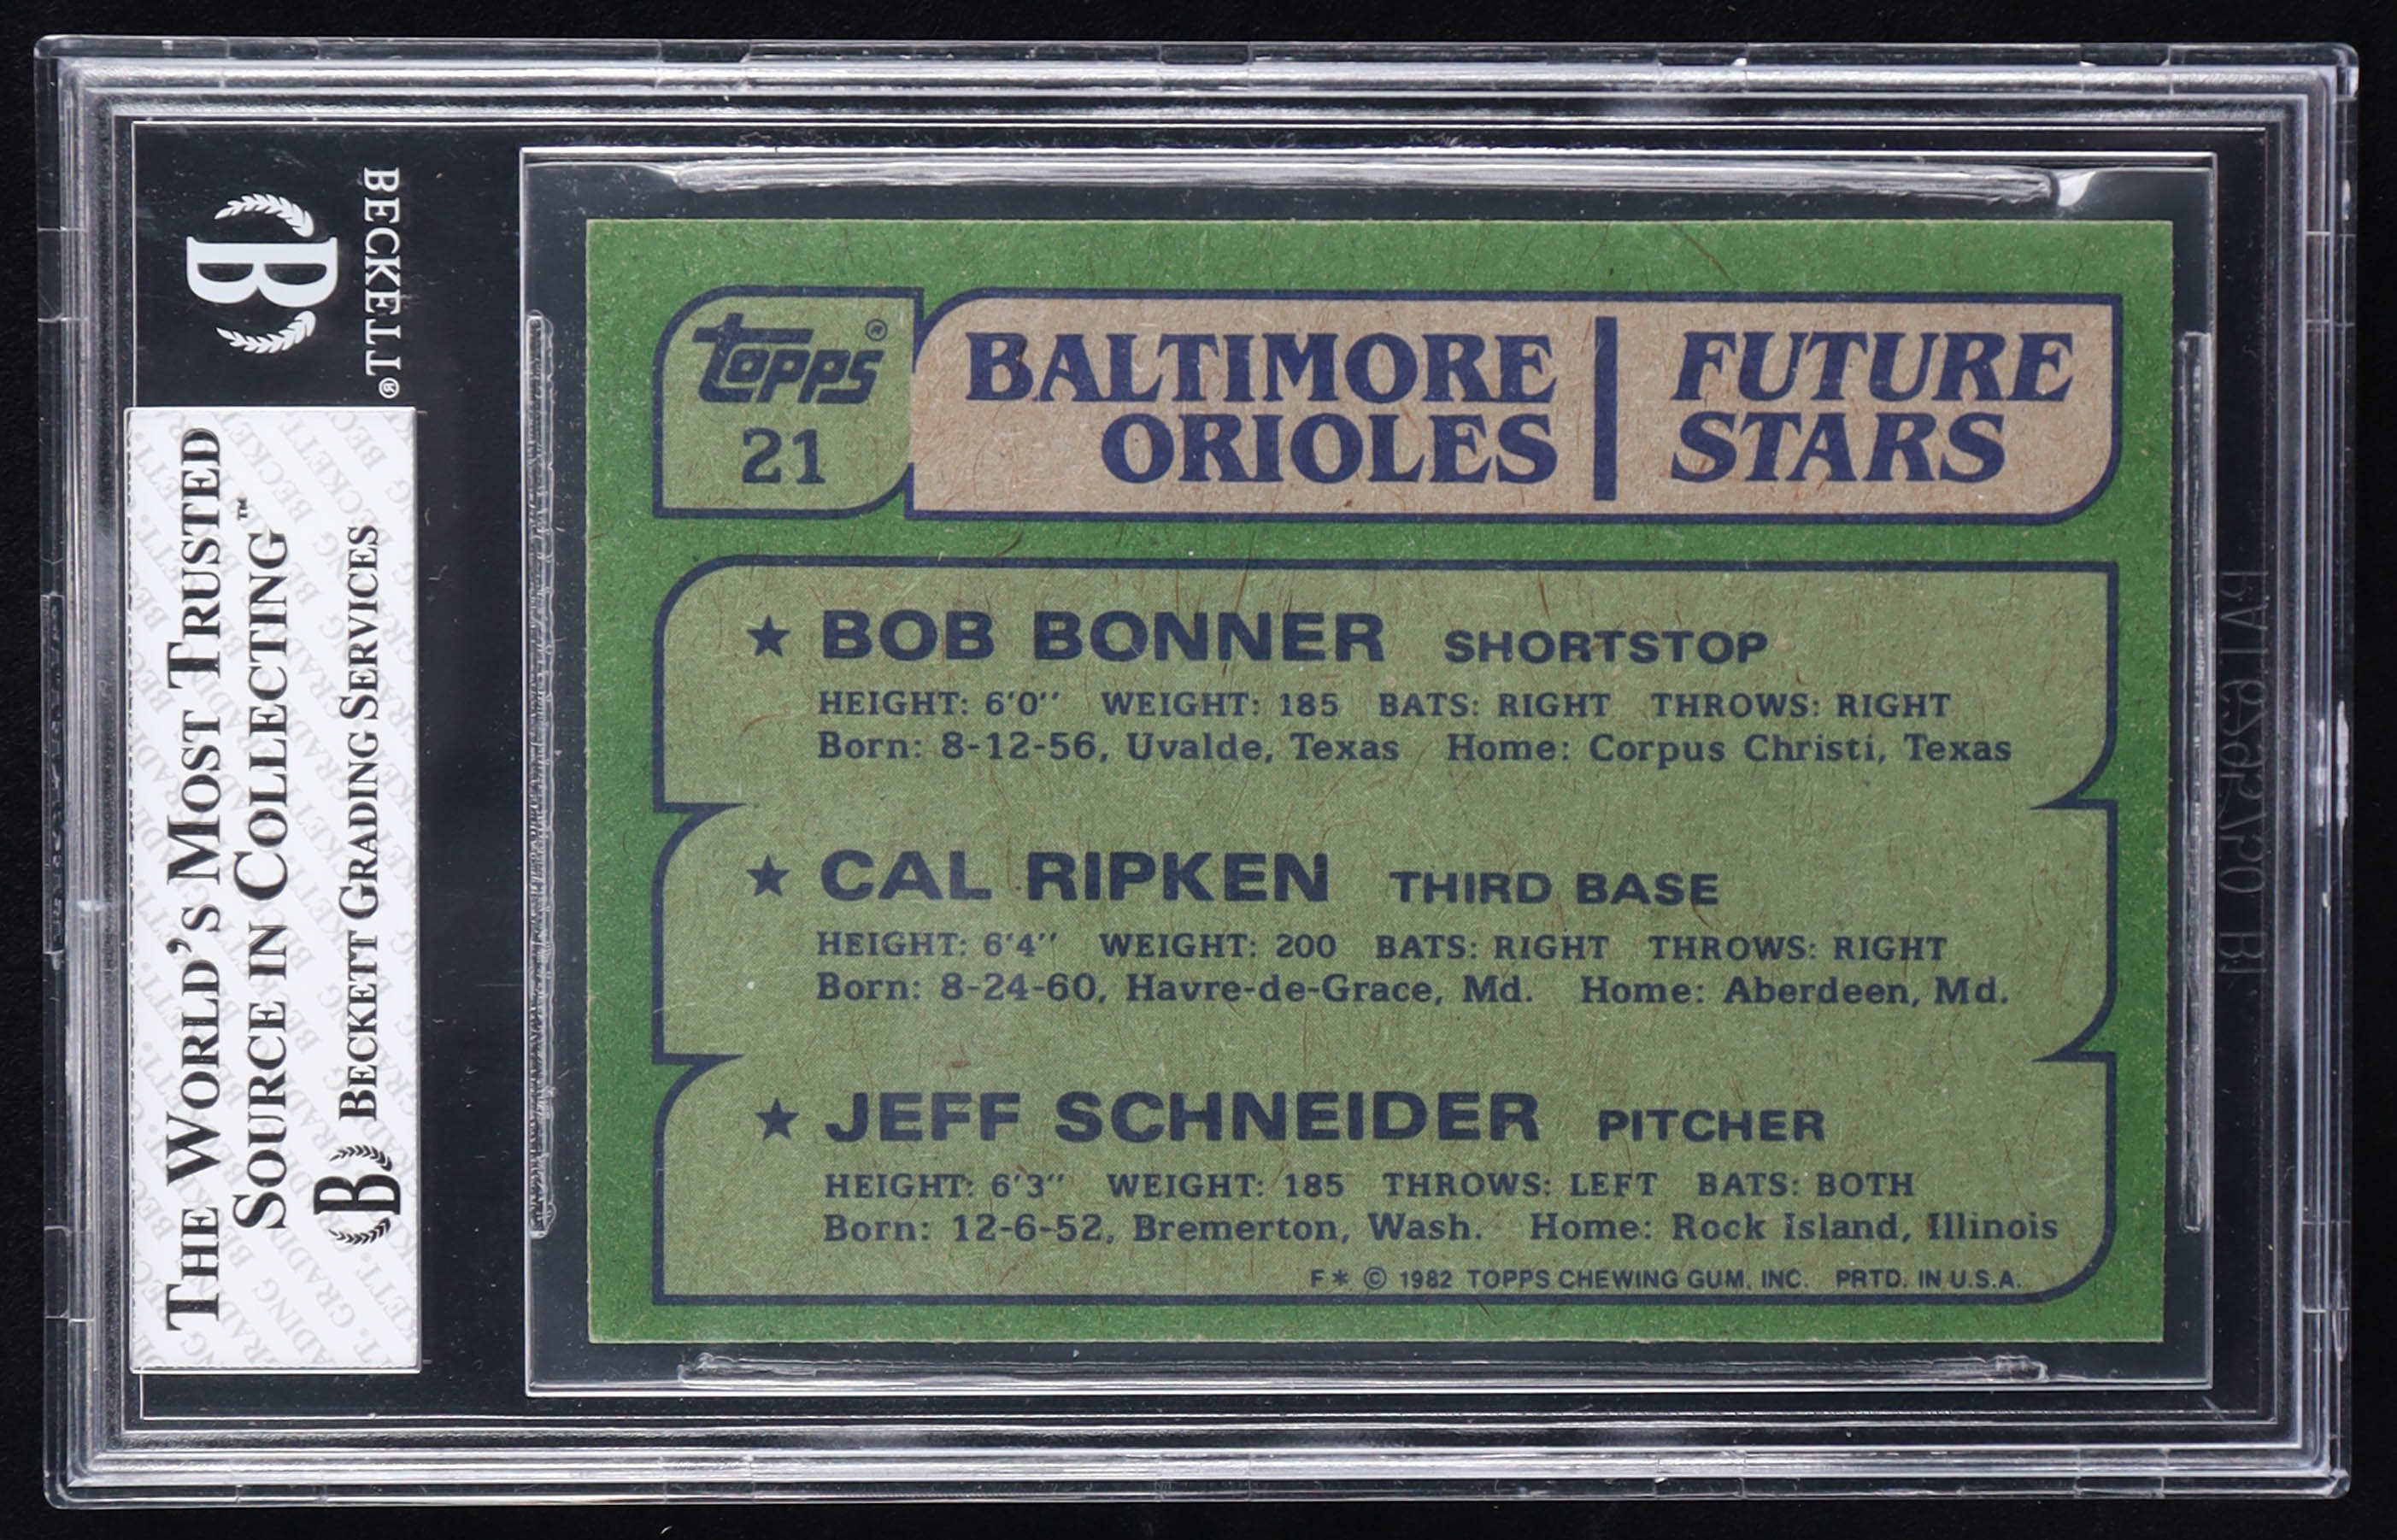 BECKETT®
B
THE WORLD'S MOST TRUSTED
SOURCE IN COLLECTING™
B BECKETT GRADING SERVICES
Topps®
21
BALTIMORE
ORIOLES
FUTURE
STARS
★ BOB BONNER SHORTSTOP
HEIGHT: 6'0'' WEIGHT: 185 BATS: RIGHT THROWS: RIGHT
Born: 8-12-56, Uvalde, Texas Home: Corpus Christi, Texas
★ CAL RIPKEN THIRD BASE
HEIGHT: 6'4'' WEIGHT: 200 BATS: RIGHT THROWS: RIGHT
Born: 8-24-60, Havre-de-Grace, Md. Home: Aberdeen, Md.
★ JEFF SCHNEIDER PITCHER
HEIGHT: 6'3'' WEIGHT: 185 THROWS: LEFT BATS: BOTH
Born: 12-6-52, Bremerton, Wash. Home: Rock Island, Illinois
F* © 1982 TOPPS CHEWING GUM, INC. PRTD. IN U.S.A.